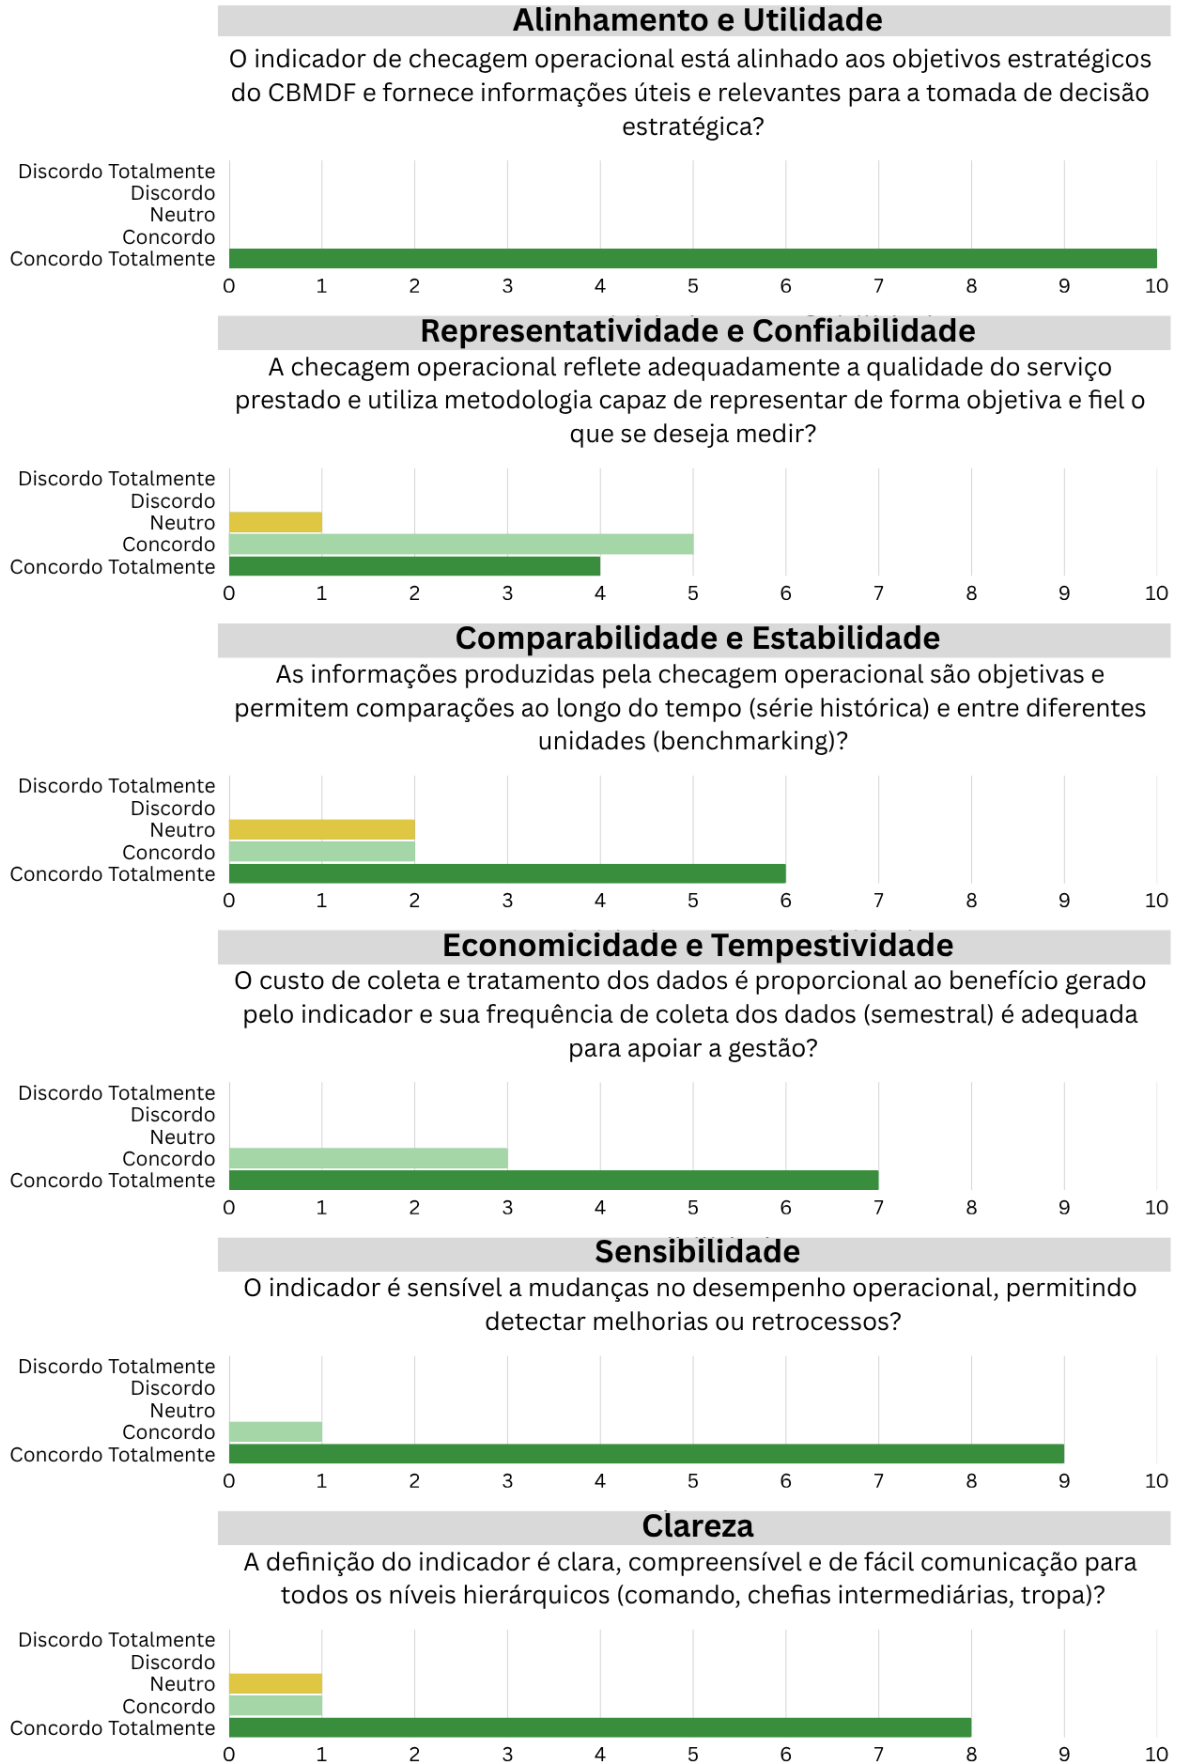 Alinhamento e Utilidade
O indicador de checagem operacional está alinhado aos objetivos estratégicos
do CBMDF e fornece informações úteis e relevantes para a tomada de decisão
estratégica?
Discordo Totalmente
Discordo
Neutro
Concordo
Concordo Totalmente
0 1 2 3 4 5 6 7 8 9 10
Representatividade e Confiabilidade
A checagem operacional reflete adequadamente a qualidade do serviço
prestado e utiliza metodologia capaz de representar de forma objetiva e fiel o
que se deseja medir?
Discordo Totalmente
Discordo
Neutro
Concordo
Concordo Totalmente
0 1 2 3 4 5 6 7 8 9 10
Comparabilidade e Estabilidade
As informações produzidas pela checagem operacional são objetivas e
permitem comparações ao longo do tempo (série histórica) e entre diferentes
unidades (benchmarking)?
Discordo Totalmente
Discordo
Neutro
Concordo
Concordo Totalmente
0 1 2 3 4 5 6 7 8 9 10
Economicidade e Tempestividade
O custo de coleta e tratamento dos dados é proporcional ao benefício gerado
pelo indicador e sua frequência de coleta dos dados (semestral) é adequada
para apoiar a gestão?
Discordo Totalmente
Discordo
Neutro
Concordo
Concordo Totalmente
0 1 2 3 4 5 6 7 8 9 10
Sensibilidade
O indicador é sensível a mudanças no desempenho operacional, permitindo
detectar melhorias ou retrocessos?
Discordo Totalmente
Discordo
Neutro
Concordo
Concordo Totalmente
0 1 2 3 4 5 6 7 8 9 10
Clareza
A definição do indicador é clara, compreensível e de fácil comunicação para
todos os níveis hierárquicos (comando, chefias intermediárias, tropa)?
Discordo Totalmente
Discordo
Neutro
Concordo
Concordo Totalmente
0 1 2 3 4 5 6 7 8 9 10